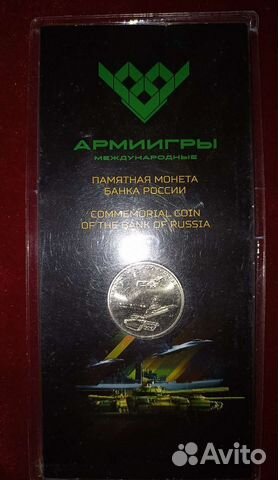 АРМИИГРЫ
МЕЖДУНАРОДНЫЕ
ПАМЯТНАЯ МОНЕТА
БАНКА РОССИИ
COMMEMORIAL COIN
OF THE BANK OF RUSSIA
Avito